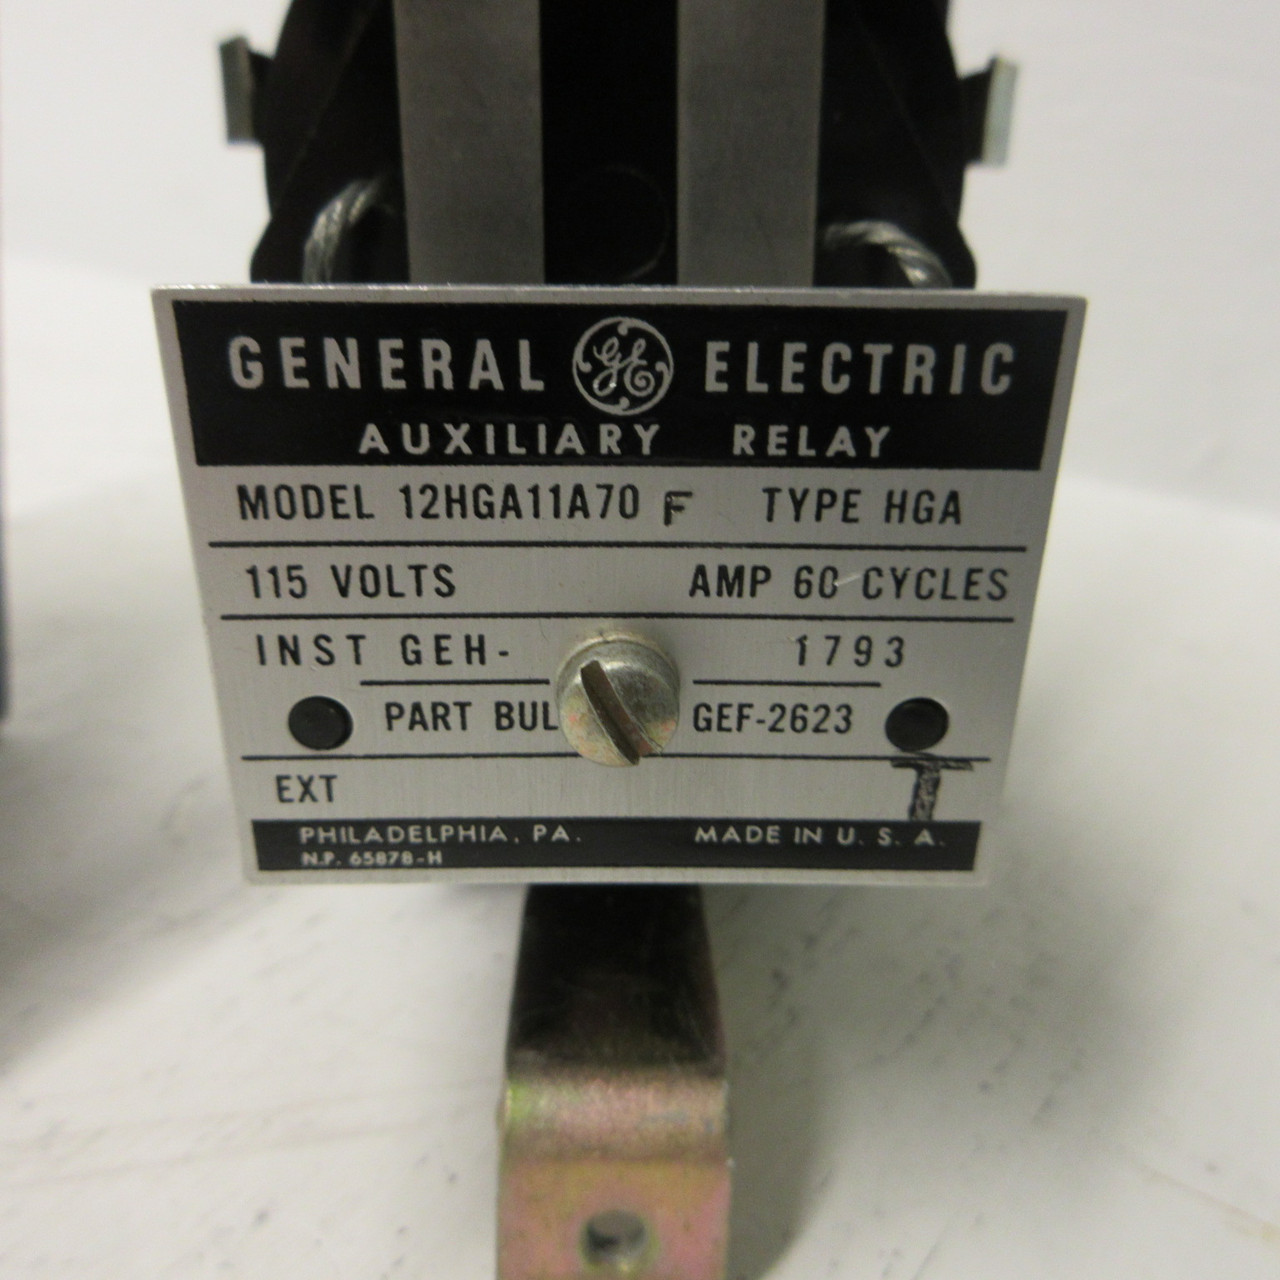 GENERAL GE ELECTRIC
AUXILIARY RELAY
MODEL 12HGA11A70 F TYPE HGA
115 VOLTS AMP 60 CYCLES
INST GEH- 1793
PART BUL GEF-2623
EXT T
PHILADELPHIA, PA. MADE IN U. S. A.
N.P. 65878-H